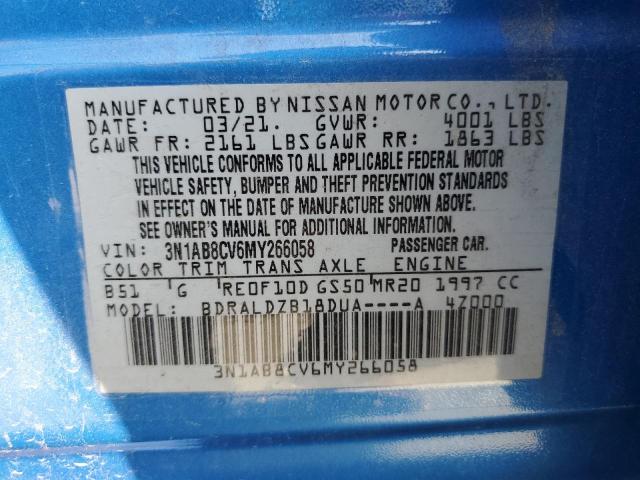 MANUFACTURED BY NISSAN MOTOR CO., LTD.
DATE: 03/21. GVWR: 4001 LBS
GAWR FR: 2161 LBS GAWR RR: 1863 LBS
THIS VEHICLE CONFORMS TO ALL APPLICABLE FEDERAL MOTOR
VEHICLE SAFETY, BUMPER AND THEFT PREVENTION STANDARDS
IN EFFECT ON THE DATE OF MANUFACTURE SHOWN ABOVE.
SEE OWNER'S MANUAL FOR ADDITIONAL INFORMATION.
VIN: 3N1AB8CV6MY266058 PASSENGER CAR.
COLOR TRIM TRANS AXLE ENGINE
B51 G RE0F10D GS50 MR20 1997 CC
MODEL: BDRALDZB18DUA----A 4Z000
3N1AB8CV6MY266058